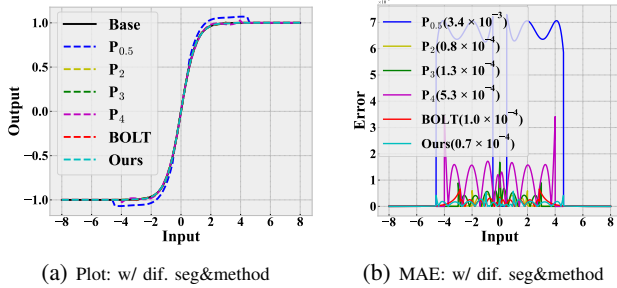 Base
P0.5
P2
P3
P4
BOLT
Ours
Output
1.0
0.5
0.0
−0.5
−1.0
−8 −6 −4 −2 0 2 4 6 8
Input
(a) Plot: w/ dif. seg&method
P0.5(3.4 × 10⁻³)
P2(0.8 × 10⁻⁴)
P3(1.3 × 10⁻⁴)
P4(5.3 × 10⁻⁴)
BOLT(1.0 × 10⁻⁴)
Ours(0.7 × 10⁻⁴)
Error
7
6
5
4
3
2
1
0
−8 −6 −4 −2 0 2 4 6 8
Input
(b) MAE: w/ dif. seg&method